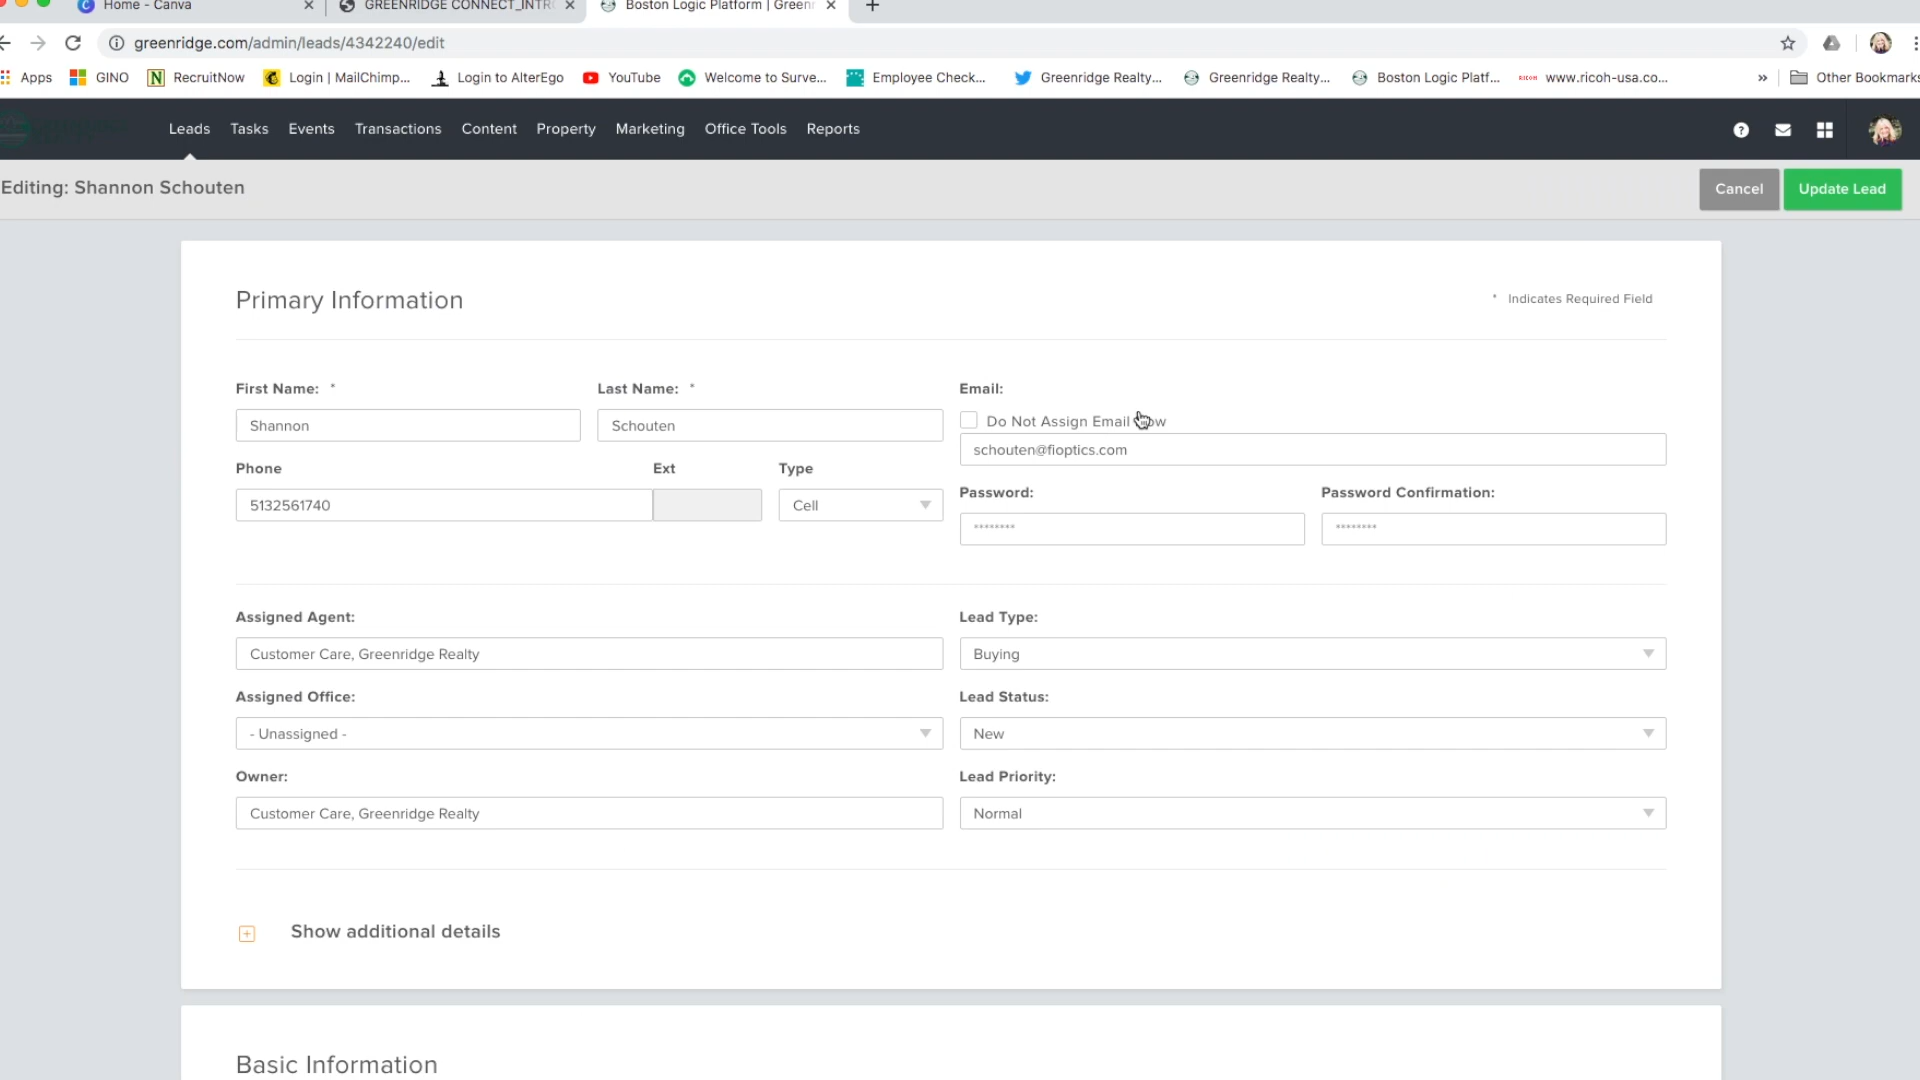 Home - Canva
GREENRIDGE CONNECT_INTR
Boston Logic Platform | Green
greenridge.com/admin/leads/4342240/edit
Apps
GINO
RecruitNow
Login | MailChimp...
Login to AlterEgo
YouTube
Welcome to Surve...
Employee Check...
Greenridge Realty...
Greenridge Realty...
Boston Logic Platf...
RICOH www.ricoh-usa.co...
»
Other Bookmarks
Leads
Tasks
Events
Transactions
Content
Property
Marketing
Office Tools
Reports
Editing: Shannon Schouten
Cancel
Update Lead
Primary Information
* Indicates Required Field
First Name: *
Last Name: *
Email:
Shannon
Schouten
Do Not Assign Email
schouten@fioptics.com
Phone
Ext
Type
5132561740
Cell
Password:
Password Confirmation:
********
********
Assigned Agent:
Lead Type:
Customer Care, Greenridge Realty
Buying
Assigned Office:
Lead Status:
- Unassigned -
New
Owner:
Lead Priority:
Customer Care, Greenridge Realty
Normal
Show additional details
Basic Information